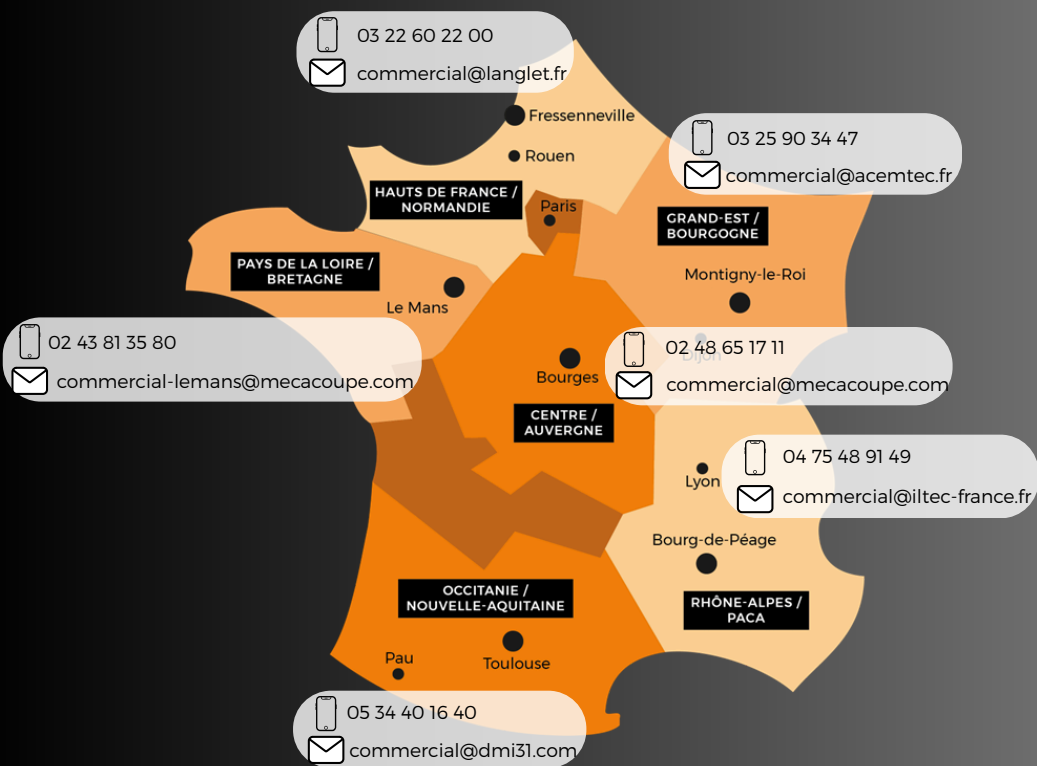 03 22 60 22 00
commercial@langlet.fr
Fressenneville
Rouen
03 25 90 34 47
commercial@acemtec.fr
HAUTS DE FRANCE /
NORMANDIE
Paris
GRAND-EST /
BOURGOGNE
PAYS DE LA LOIRE /
BRETAGNE
Montigny-le-Roi
Le Mans
02 43 81 35 80
commercial-lemans@mecacoupe.com
02 48 65 17 11
Dijon
commercial@mecacoupe.com
Bourges
CENTRE /
AUVERGNE
04 75 48 91 49
commercial@iltec-france.fr
Lyon
Bourg-de-Péage
OCCITANIE /
NOUVELLE-AQUITAINE
RHÔNE-ALPES /
PACA
Pau
Toulouse
05 34 40 16 40
commercial@dmi31.com